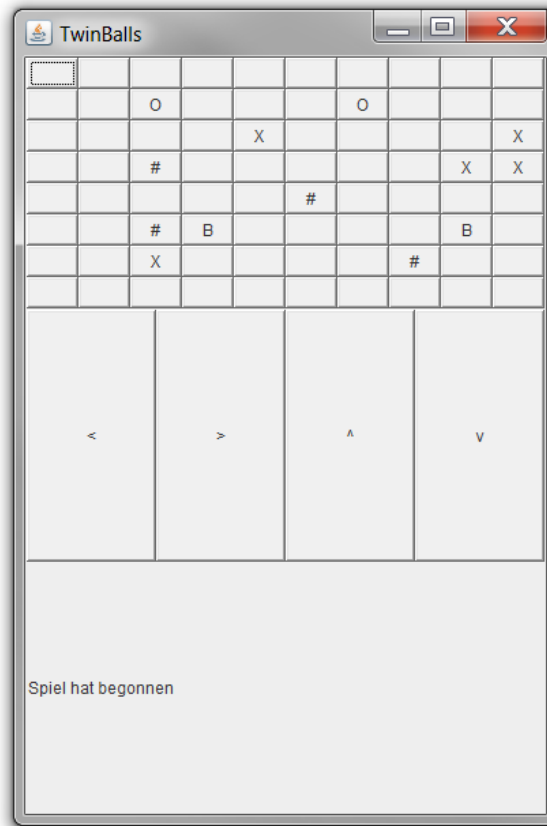 TwinBalls
O O
X X
# X X
#
# B B
X #
< > ^ v
Spiel hat begonnen